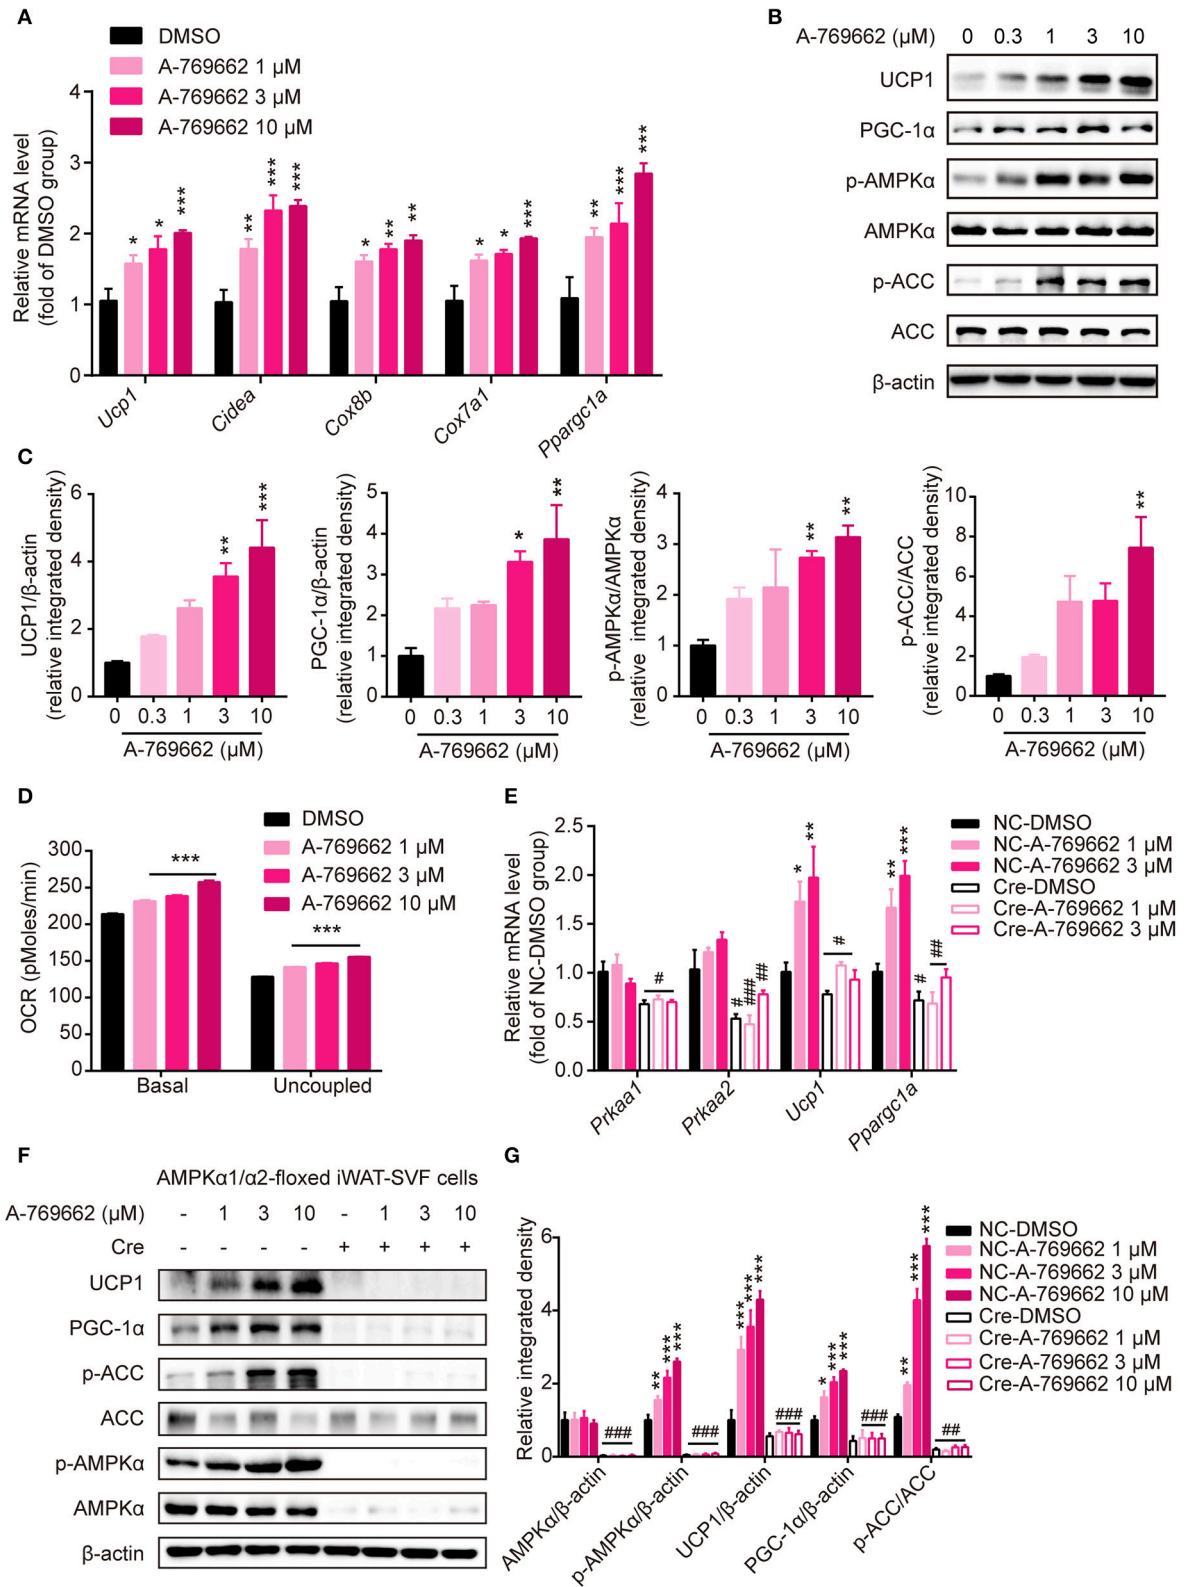 A
DMSO
A-769662 1 µM
A-769662 3 µM
A-769662 10 µM
Relative mRNA level
(fold of DMSO group)
4
3
2
1
0
* * ***
** *** ***
* ** **
* * ***
** *** ***
Ucp1 Cidea Cox8b Cox7a1 Ppargc1a
B
A-769662 (µM) 0 0.3 1 3 10
UCP1
PGC-1α
p-AMPKα
AMPKα
p-ACC
ACC
β-actin
C
UCP1/β-actin
(relative integrated density)
6
4
2
0
** ***
0 0.3 1 3 10
A-769662 (µM)
PGC-1α/β-actin
(relative integrated density)
5
4
3
2
1
0
* **
0 0.3 1 3 10
A-769662 (µM)
p-AMPKα/AMPKα
(relative integrated density)
4
3
2
1
0
** **
0 0.3 1 3 10
A-769662 (µM)
p-ACC/ACC
(relative integrated density)
10
8
6
4
2
0
**
0 0.3 1 3 10
A-769662 (µM)
D
DMSO
A-769662 1 µM
A-769662 3 µM
A-769662 10 µM
OCR (pMoles/min)
300
250
200
150
100
50
0
***
***
Basal Uncoupled
E
NC-DMSO
NC-A-769662 1 µM
NC-A-769662 3 µM
Cre-DMSO
Cre-A-769662 1 µM
Cre-A-769662 3 µM
Relative mRNA level
(fold of NC-DMSO group)
2.5
2.0
1.5
1.0
0.5
0.0
#
# ### ##
* ** #
** *** # ##
Prkaa1 Prkaa2 Ucp1 Ppargc1a
F
AMPKα1/α2-floxed iWAT-SVF cells
A-769662 (µM) - 1 3 10 - 1 3 10
Cre - - - - + + + +
UCP1
PGC-1α
p-ACC
ACC
p-AMPKα
AMPKα
β-actin
G
NC-DMSO
NC-A-769662 1 µM
NC-A-769662 3 µM
NC-A-769662 10 µM
Cre-DMSO
Cre-A-769662 1 µM
Cre-A-769662 3 µM
Cre-A-769662 10 µM
Relative integrated density
6
4
2
0
###
** *** *** ###
*** *** *** ###
* *** *** ###
** *** *** ##
AMPKα/β-actin p-AMPKα/β-actin UCP1/β-actin PGC-1α/β-actin p-ACC/ACC